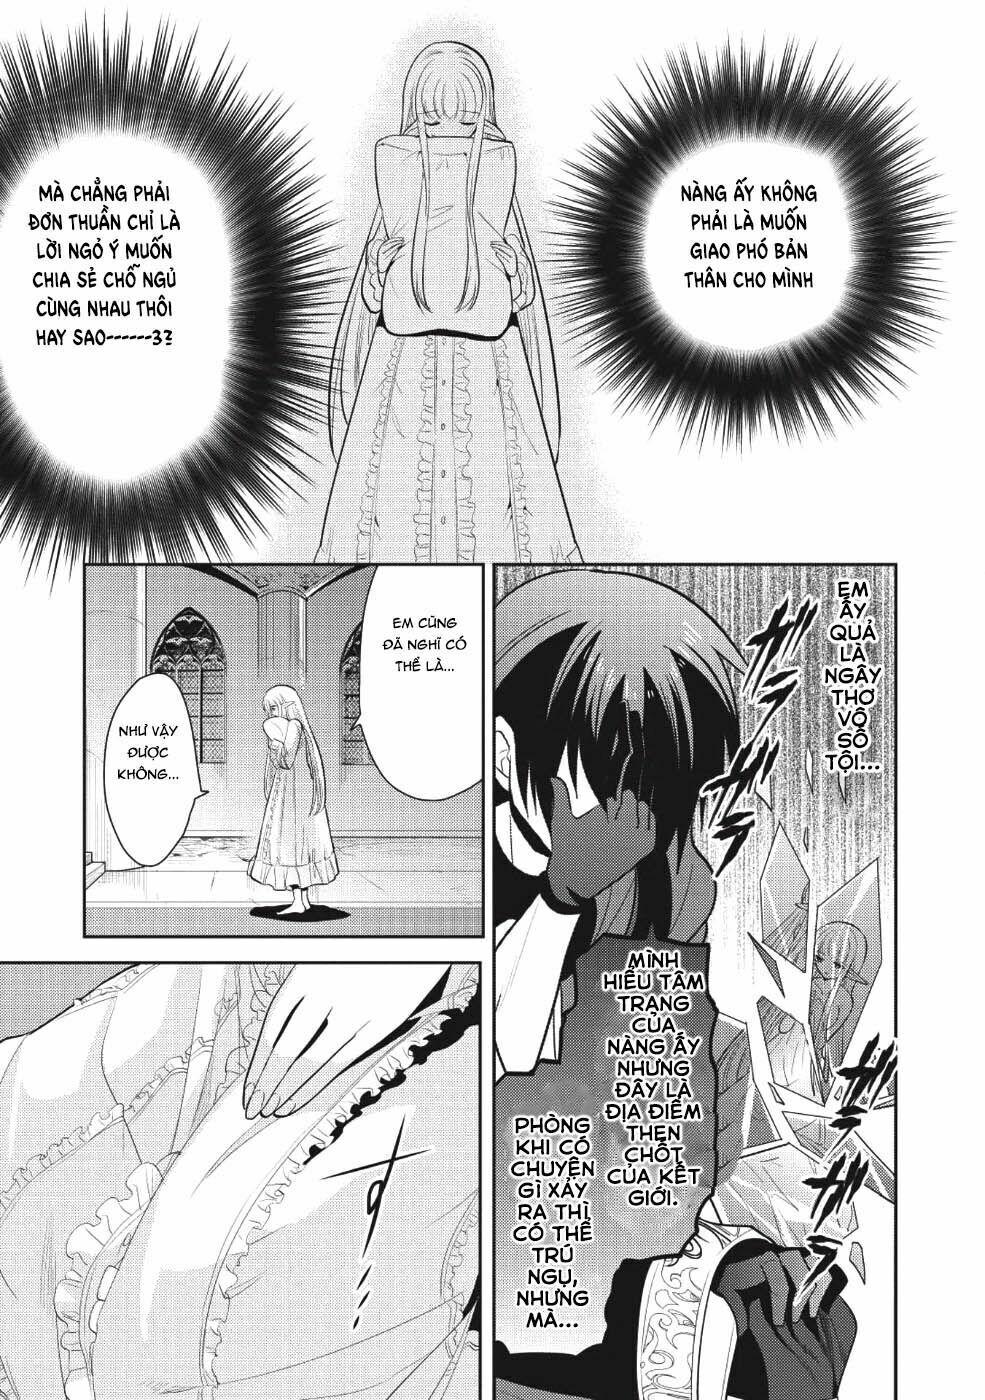 NÀNG ẤY KHÔNG
PHẢI LÀ MUỐN
GIAO PHÓ BẢN
THÂN CHO MÌNH
MÀ CHẲNG PHẢI
ĐƠN THUẦN CHỈ LÀ
LỜI NGỎ Ý MUỐN
CHIA SẺ CHỖ NGỦ
CÙNG NHAU THÔI
HAY SAO------3?
EM
ẤY
QUẢ
LÀ
NGÂY
THƠ
VÔ
SỐ
TỘI...
MÌNH
HIỂU TÂM
TRẠNG
CỦA
NÀNG ẤY
NHƯNG
ĐÂY LÀ
ĐỊA ĐIỂM
THEN
CHỐT
CỦA KẾT
GIỚI.
PHÒNG
KHI CÓ
CHUYỆN
GÌ XẢY
RA THÌ
CÓ THỂ
TRÚ
NGỤ,
NHƯNG
MÀ...
EM CŨNG
ĐÃ NGHĨ CÓ
THỂ LÀ...
NHƯ VẬY
ĐƯỢC
KHÔNG...